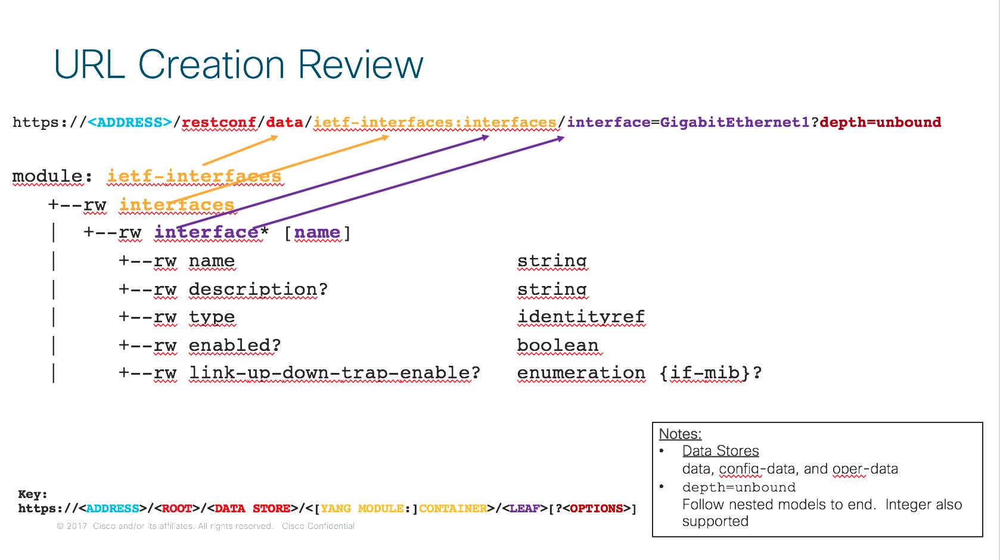 URL Creation Review
https://<ADDRESS>/restconf/data/ietf-interfaces:interfaces/interface=GigabitEthernet1?depth=unbound
module: ietf-interfaces
+--rw interfaces
| +--rw interface* [name]
| +--rw name string
| +--rw description? string
| +--rw type identityref
| +--rw enabled? boolean
| +--rw link-up-down-trap-enable? enumeration {if-mib}?
Notes:
• Data Stores
data, config-data, and oper-data
• depth=unbound
Follow nested models to end. Integer also
supported
Key:
https://<ADDRESS>/<ROOT>/<DATA STORE>/<[YANG MODULE:]CONTAINER>/<LEAF>[?<OPTIONS>]
© 2017 Cisco and/or its affiliates. All rights reserved. Cisco Confidential